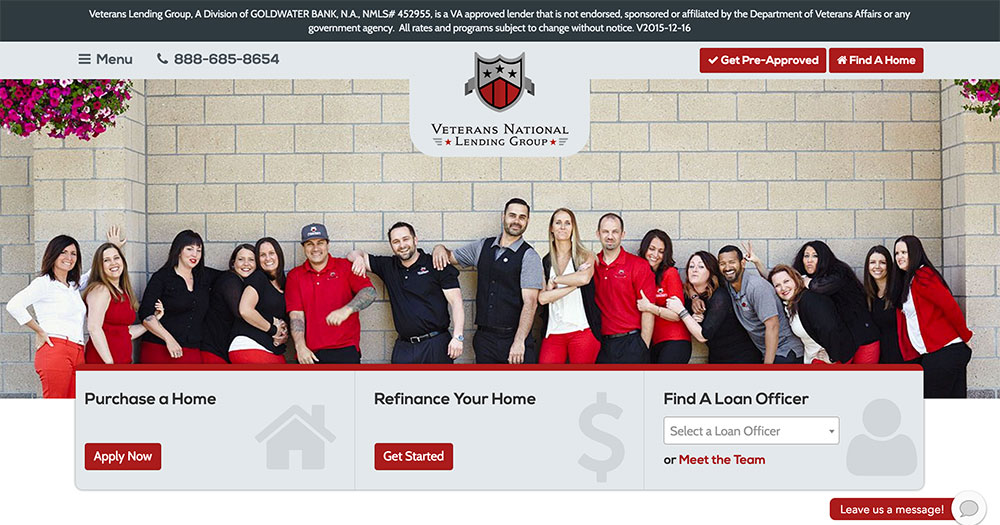 Veterans Lending Group, A Division of GOLDWATER BANK, N.A., NMLS# 452955, is a VA approved lender that is not endorsed, sponsored or affiliated by the Department of Veterans Affairs or any
government agency. All rates and programs subject to change without notice. V2015-12-16
Menu 888-685-8654
Get Pre-Approved Find A Home
VETERANS NATIONAL
LENDING GROUP
Purchase a Home
Apply Now
Refinance Your Home
Get Started
Find A Loan Officer
Select a Loan Officer
or Meet the Team
Leave us a message!